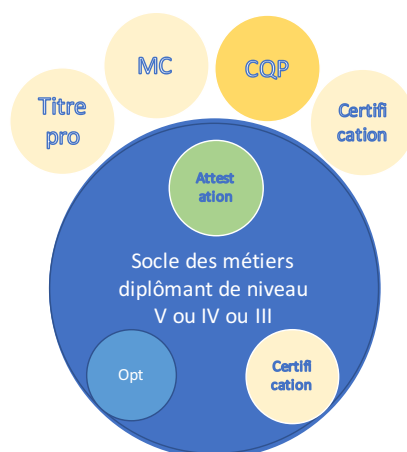 MC
CQP
Titre
pro
Certifi
cation
Attest
ation
Socle des métiers
diplômant de niveau
V ou IV ou III
Opt
Certifi
cation